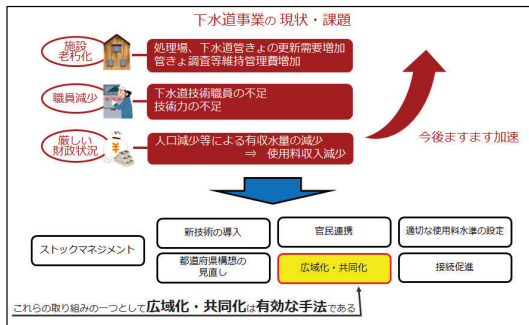 下水道事業の 現状・課題
施設
老朽化
処理場、下水道管きょの更新需要増加
管きょ調査等維持管理費増加
職員減少
下水道技術職員の不足
技術力の不足
厳しい
財政状況
人口減少等による有収水量の減少
⇒ 使用料収入減少
今後ますます加速
ストックマネジメント
新技術の導入
官民連携
適切な使用料水準の設定
都道府県構想の
見直し
広域化・共同化
接続促進
これらの取り組みの一つとして広域化・共同化は有効な手法である